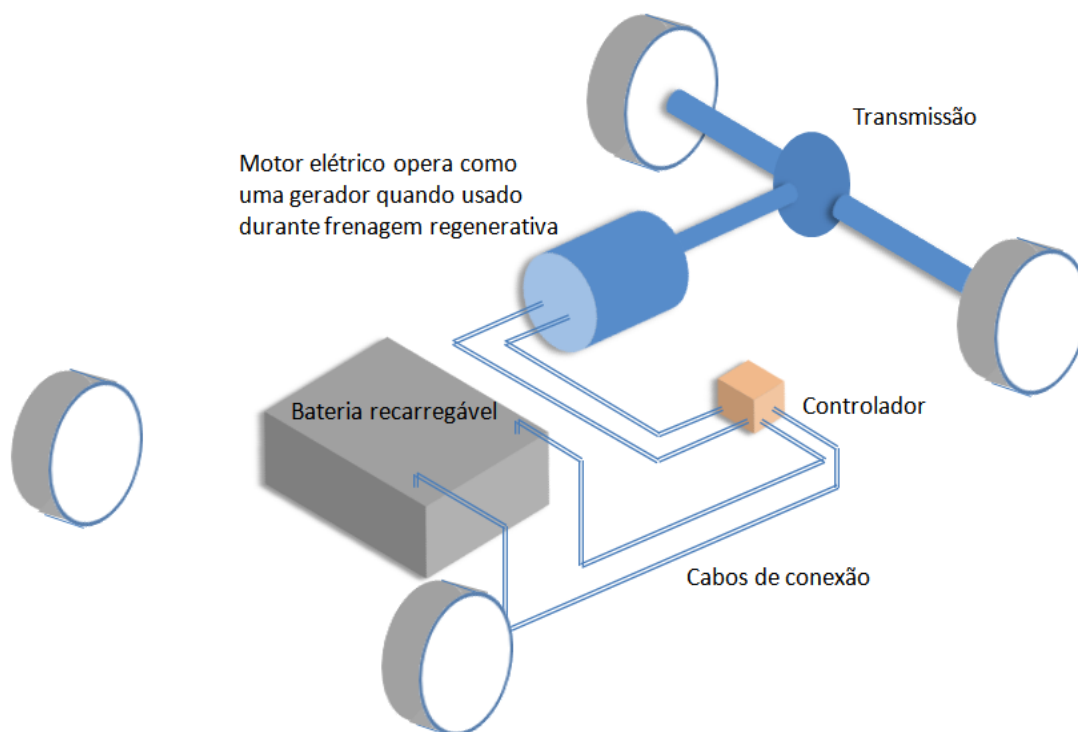 Transmissão
Motor elétrico opera como
uma gerador quando usado
durante frenagem regenerativa
Bateria recarregável
Controlador
Cabos de conexão